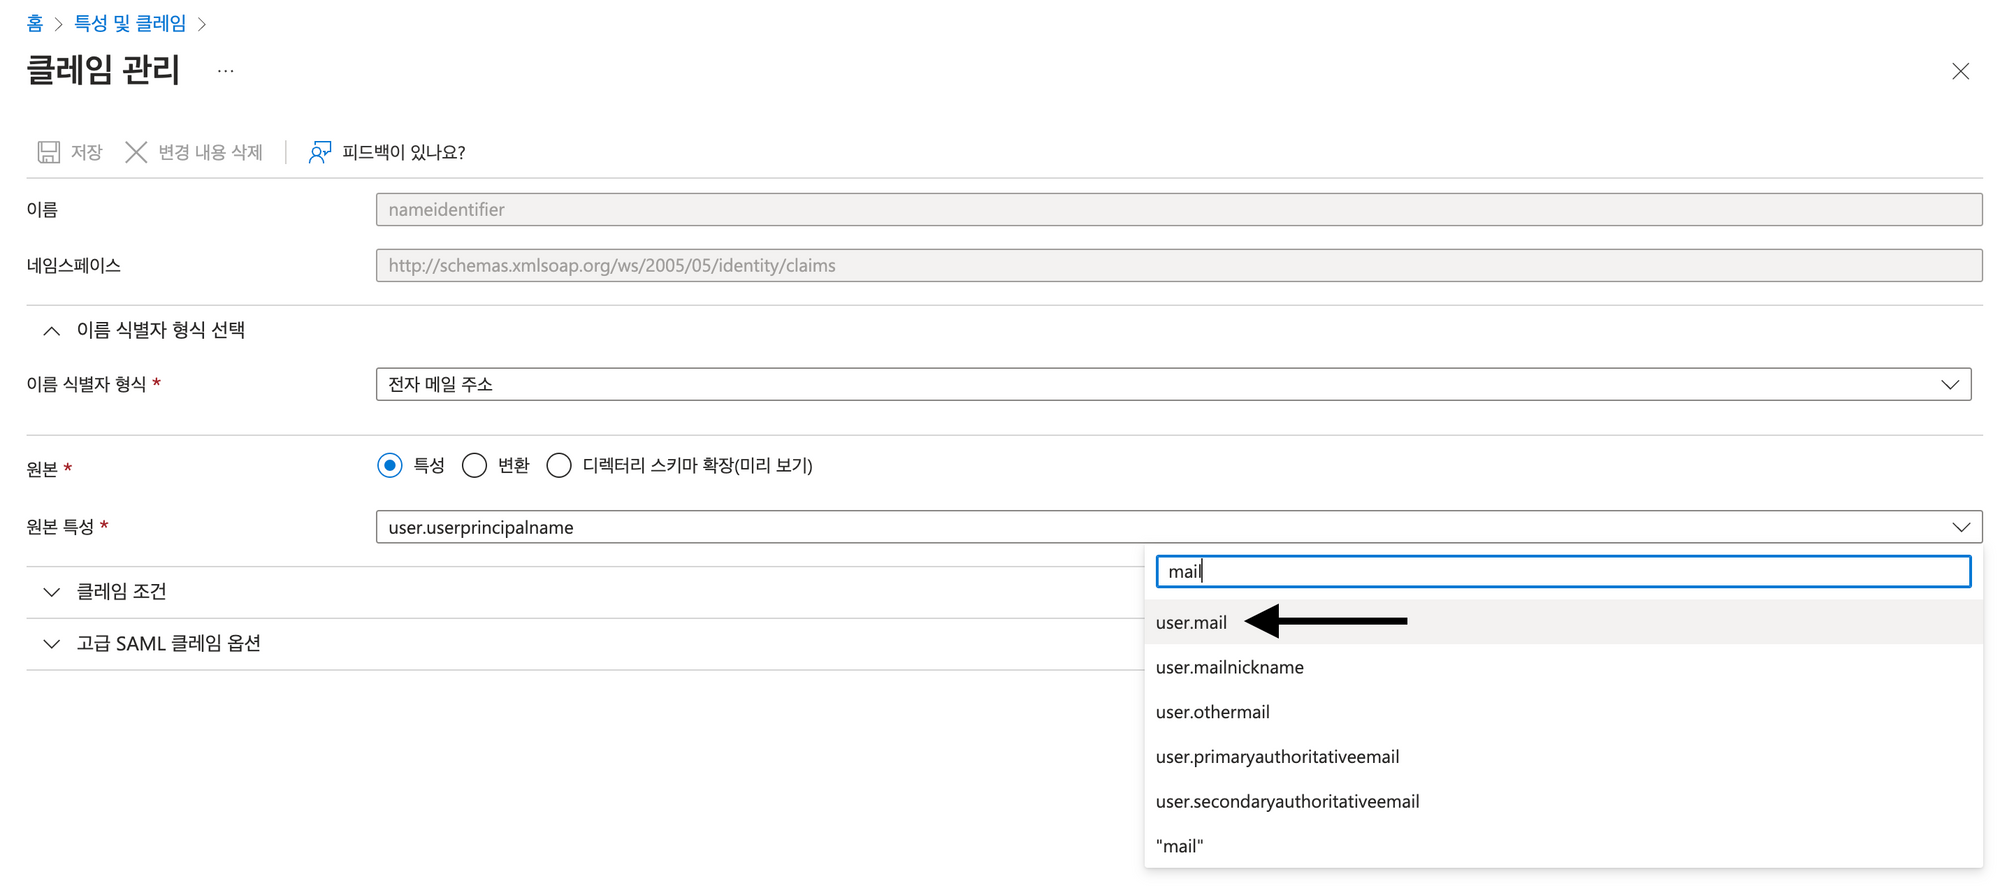 홈 > 특성 및 클레임 >
클레임 관리 ...
저장 변경 내용 삭제 피드백이 있나요?
이름 nameidentifier
네임스페이스 http://schemas.xmlsoap.org/ws/2005/05/identity/claims
이름 식별자 형식 선택
이름 식별자 형식 * 전자 메일 주소
원본 * 특성 변환 디렉터리 스키마 확장(미리 보기)
원본 특성 * user.userprincipalname
mail
클레임 조건
user.mail
고급 SAML 클레임 옵션
user.mailnickname
user.othermail
user.primaryauthoritativeemail
user.secondaryauthoritativeemail
"mail"